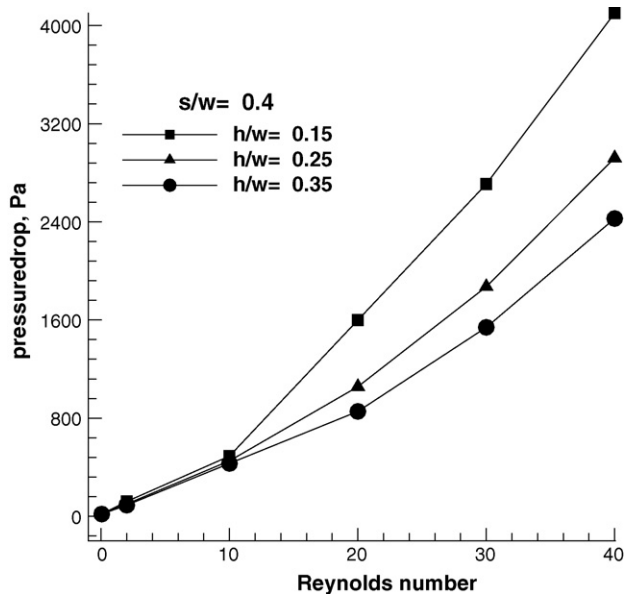 4000
3200
2400
1600
800
0
pressuredrop, Pa
s/w= 0.4
h/w= 0.15
h/w= 0.25
h/w= 0.35
0 10 20 30 40
Reynolds number